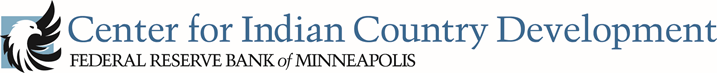 Center for Indian Country Development
FEDERAL RESERVE BANK of MINNEAPOLIS